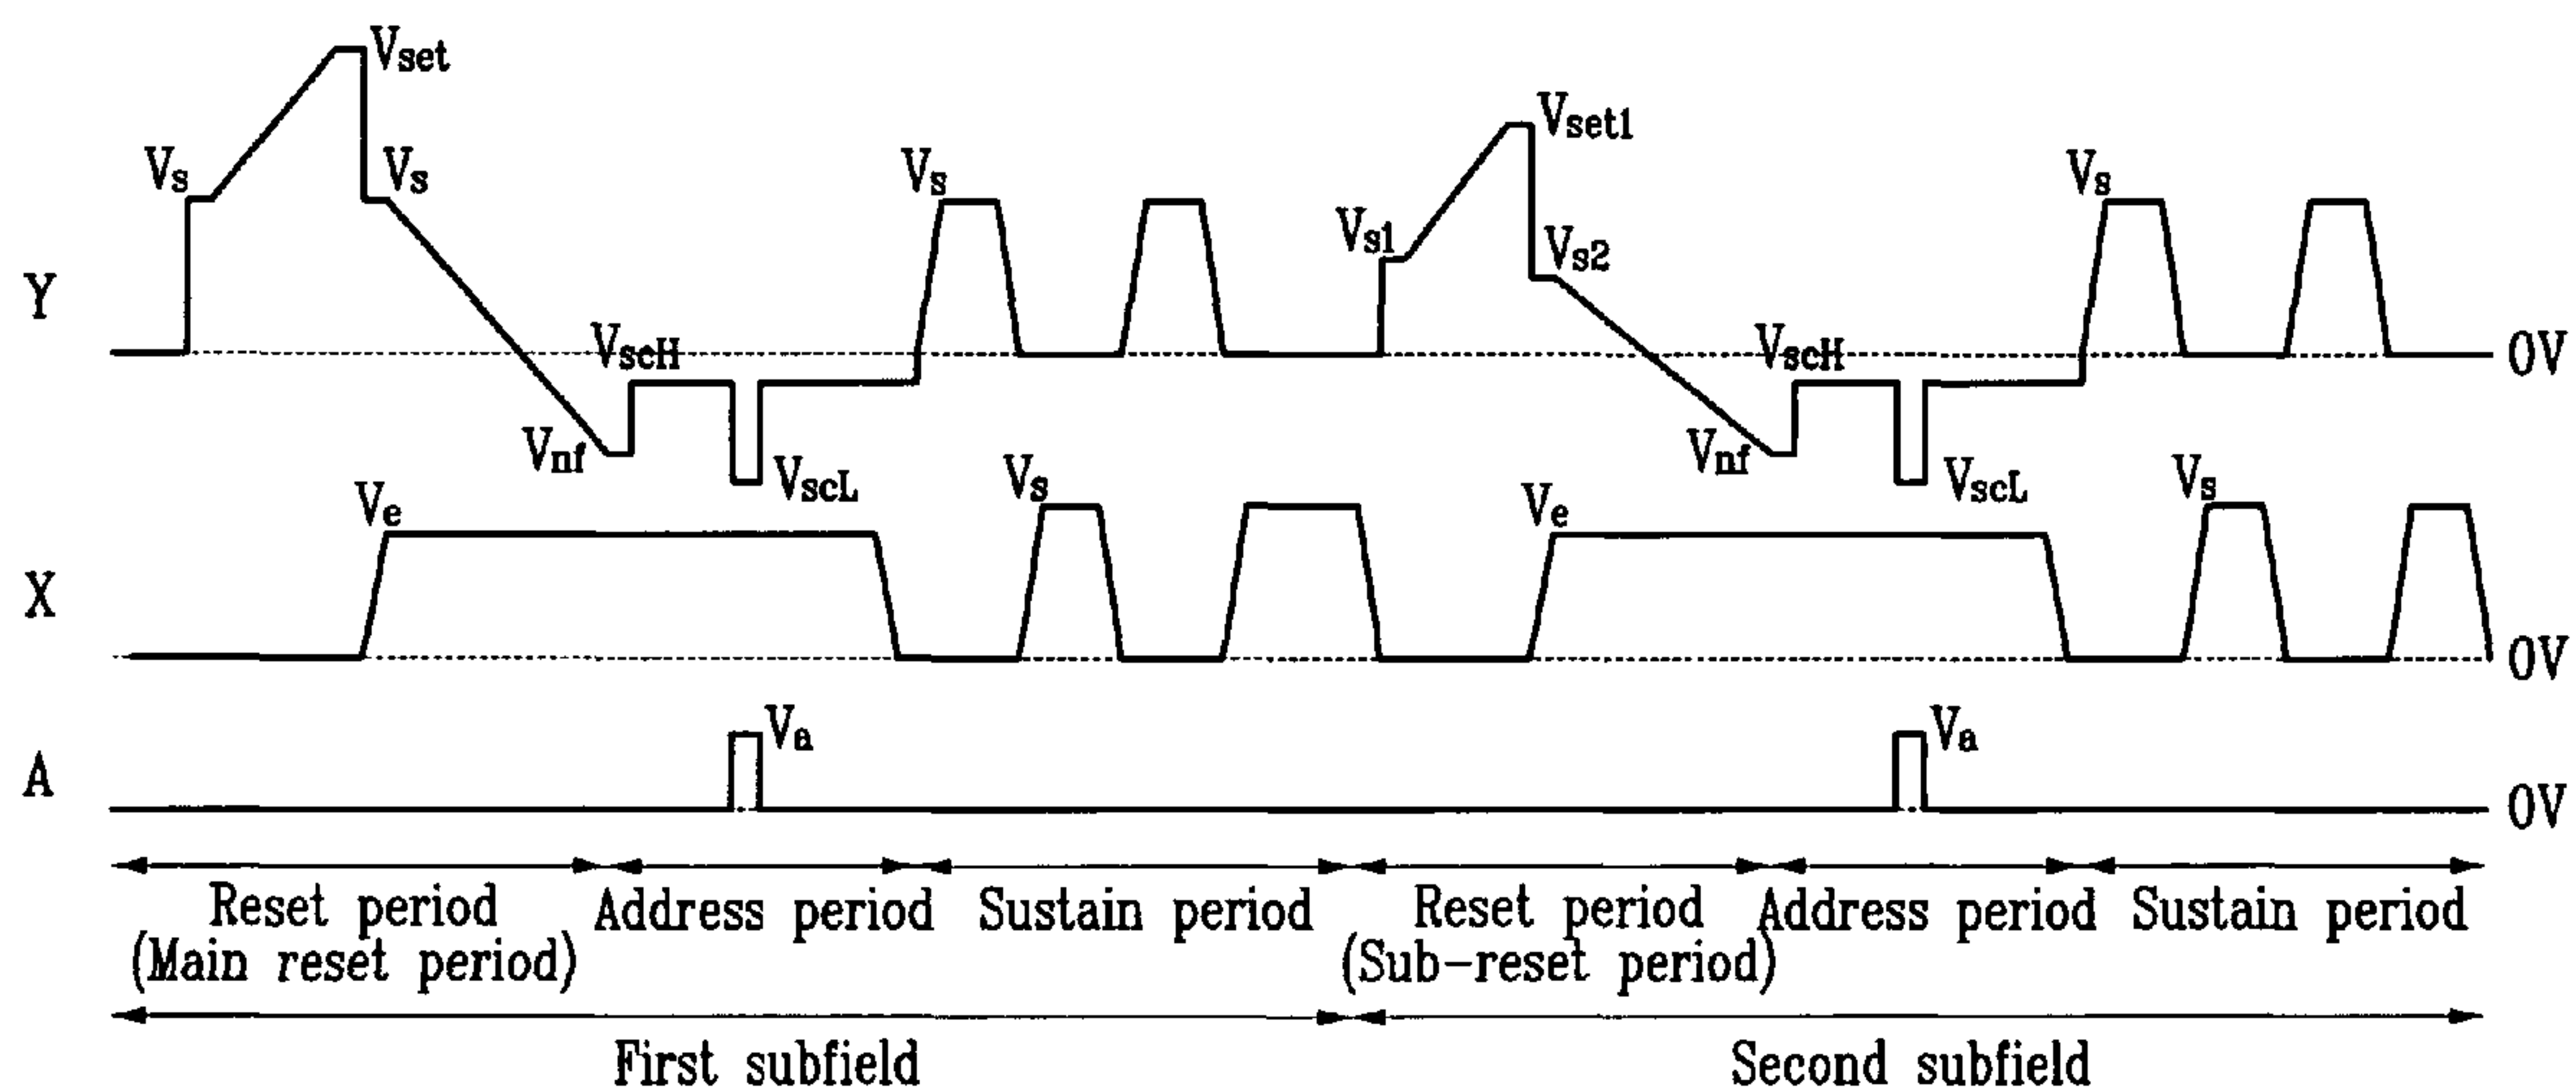 Vset
Vset1
Vs Vs Vs Vs
Vs1 Vs2
Y VscH VscH 0V
Vnf VscL Vs Vnf VscL Vs
Ve Ve
X 0V
Va Va
A 0V
Reset period Address period Sustain period Reset period Address period Sustain period
(Main reset period) (Sub-reset period)
First subfield Second subfield